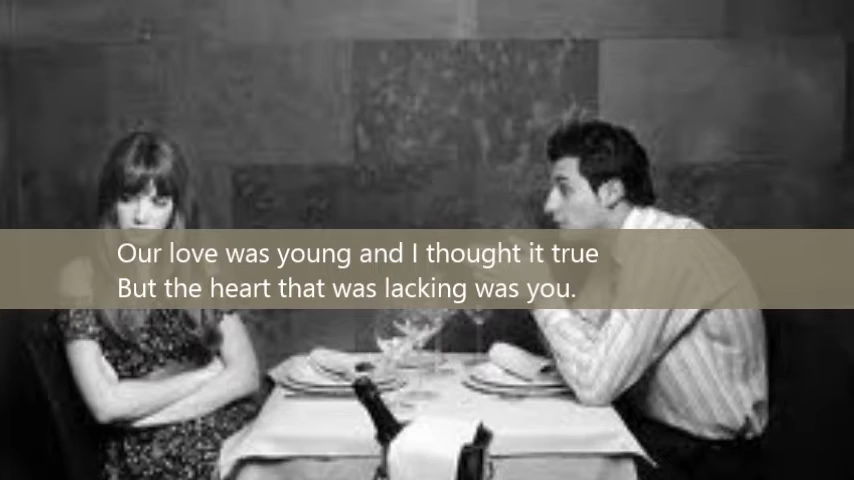 Our love was young and I thought it true
But the heart that was lacking was you.